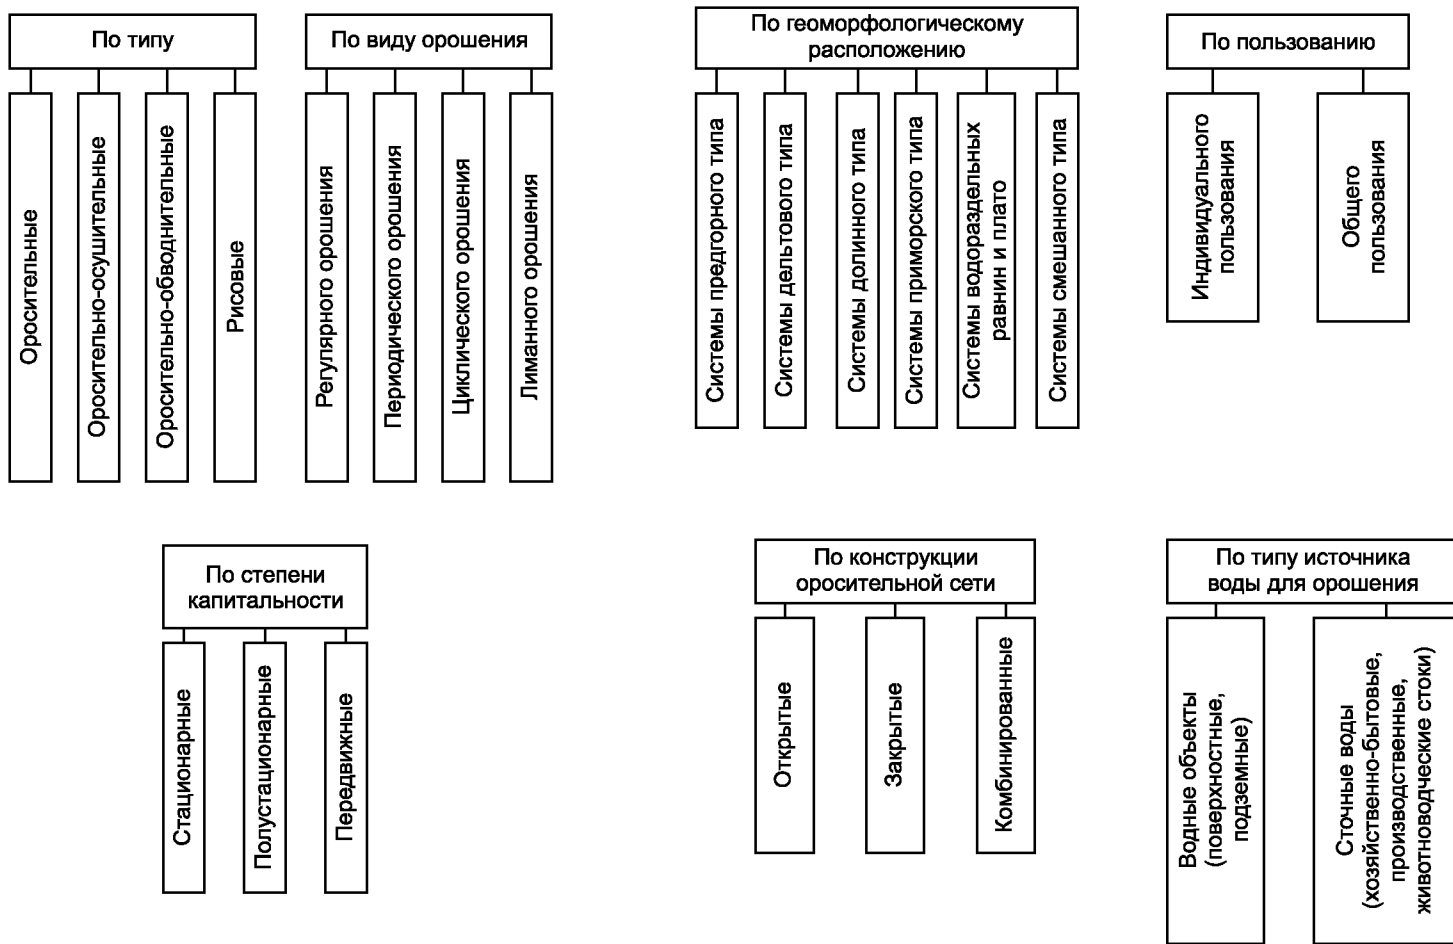 По типу
Оросительные
Оросительно-осушительные
Оросительно-обводнительные
Рисовые
По виду орошения
Регулярного орошения
Периодического орошения
Циклического орошения
Лиманного орошения
По геоморфологическому
расположению
Системы предгорного типа
Системы дельтового типа
Системы долинного типа
Системы приморского типа
Системы водораздельных
равнин и плато
Системы смешанного типа
По пользованию
Индивидуального
пользования
Общего
пользования
По степени
капитальности
Стационарные
Полустационарные
Передвижные
По конструкции
оросительной сети
Открытые
Закрытые
Комбинированные
По типу источника
воды для орошения
Водные объекты
(поверхностные,
подземные)
Сточные воды
(хозяйственно-бытовые,
производственные,
животноводческие стоки)